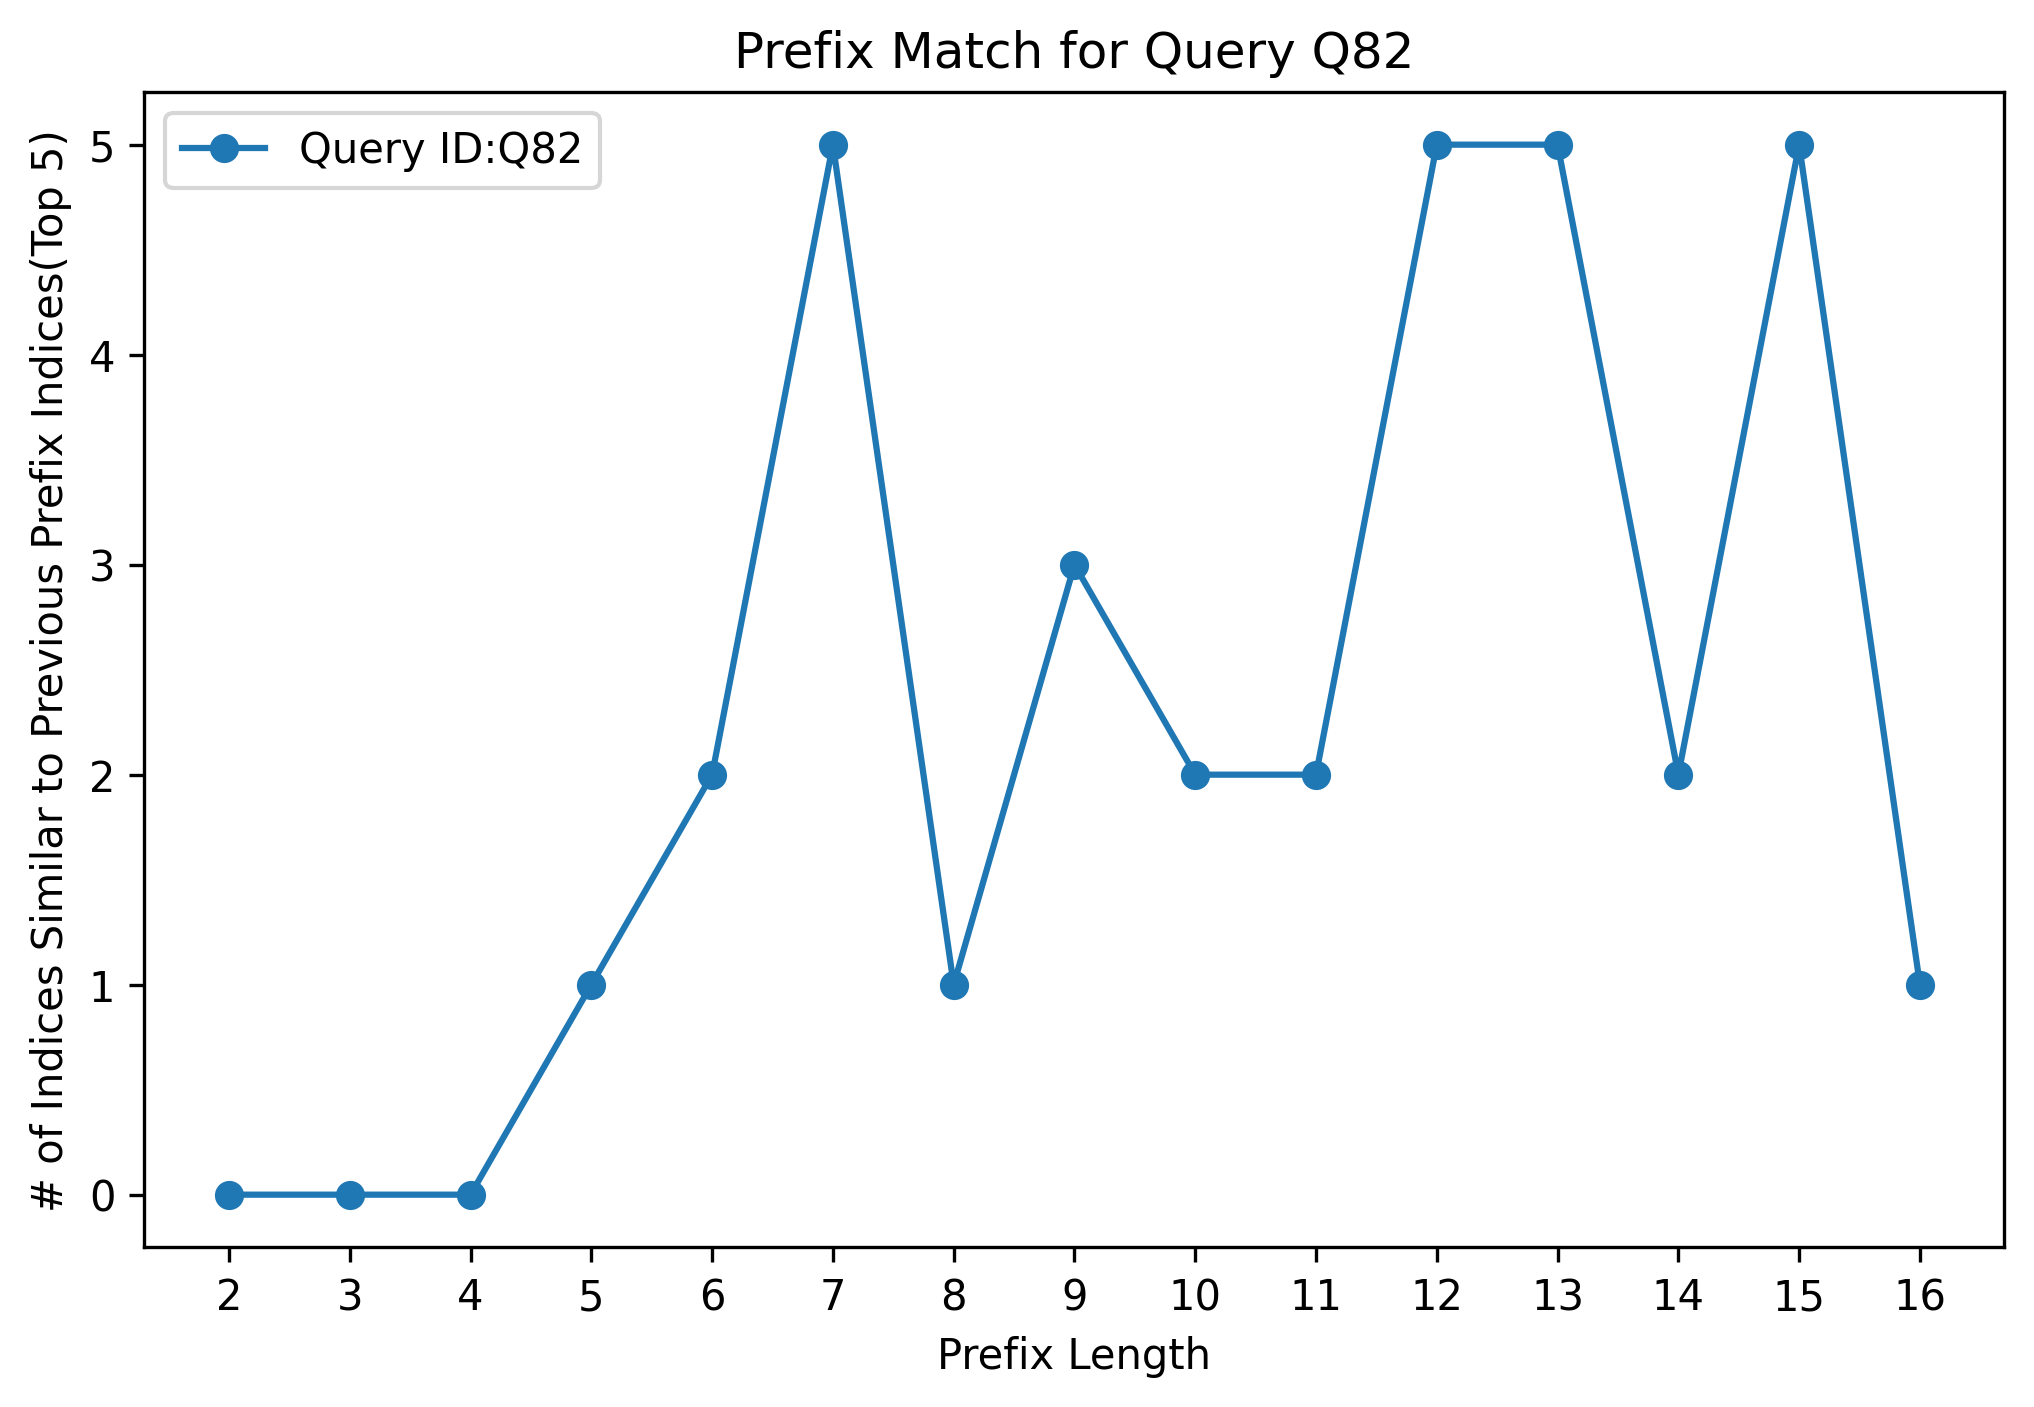 Prefix Match for Query Q82
Query ID:Q82
# of Indices Similar to Previous Prefix Indices(Top 5)
5
4
3
2
1
0
2 3 4 5 6 7 8 9 10 11 12 13 14 15 16
Prefix Length